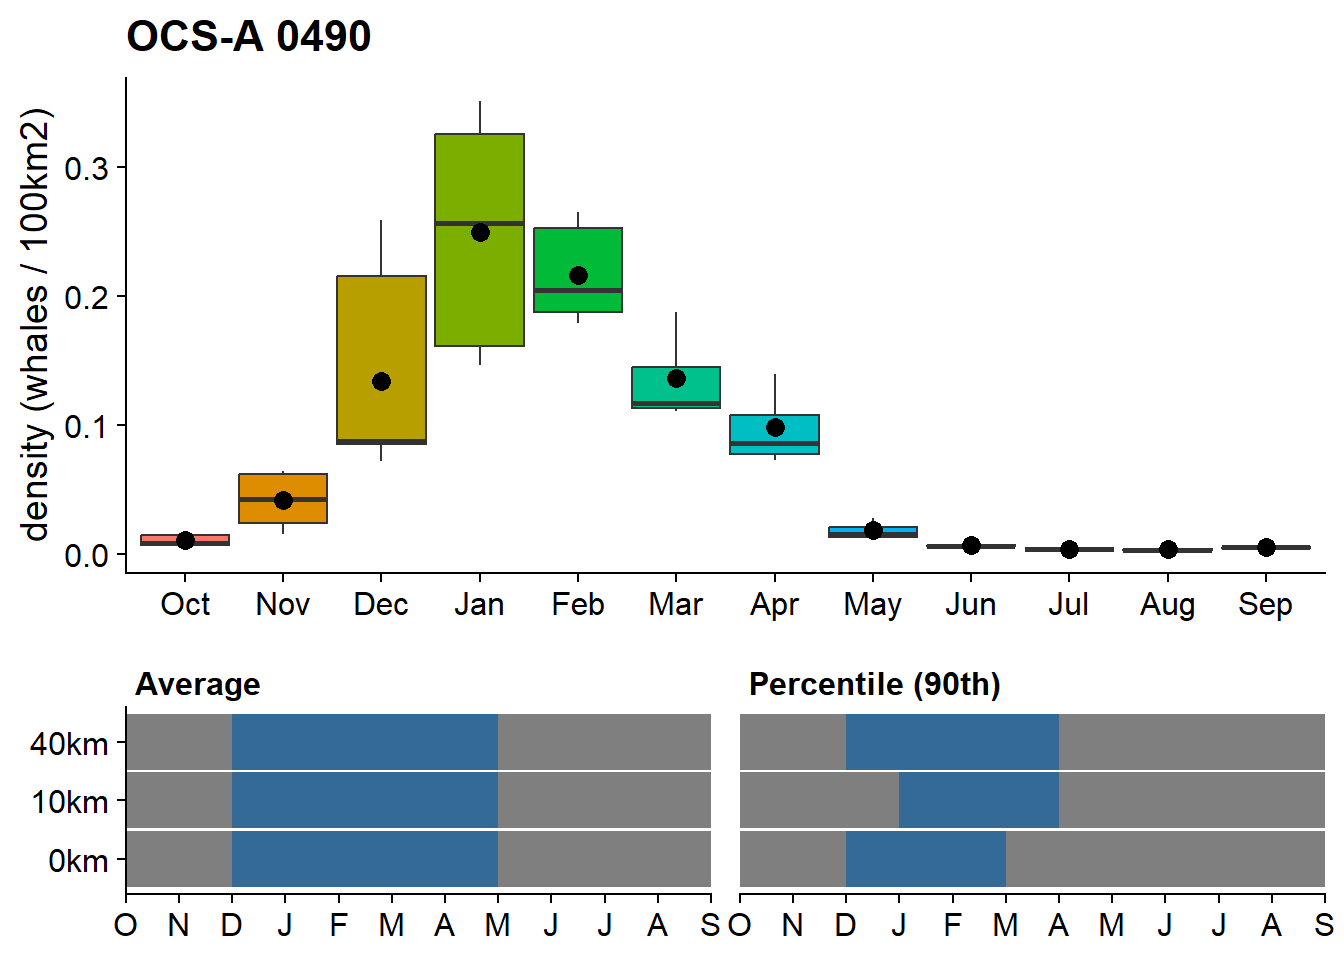 OCS-A 0490
density (whales / 100km2)
0.3
0.2
0.1
0.0
Oct Nov Dec Jan Feb Mar Apr May Jun Jul Aug Sep
Average
Percentile (90th)
40km
10km
0km
O N D J F M A M J J A S
O N D J F M A M J J A S